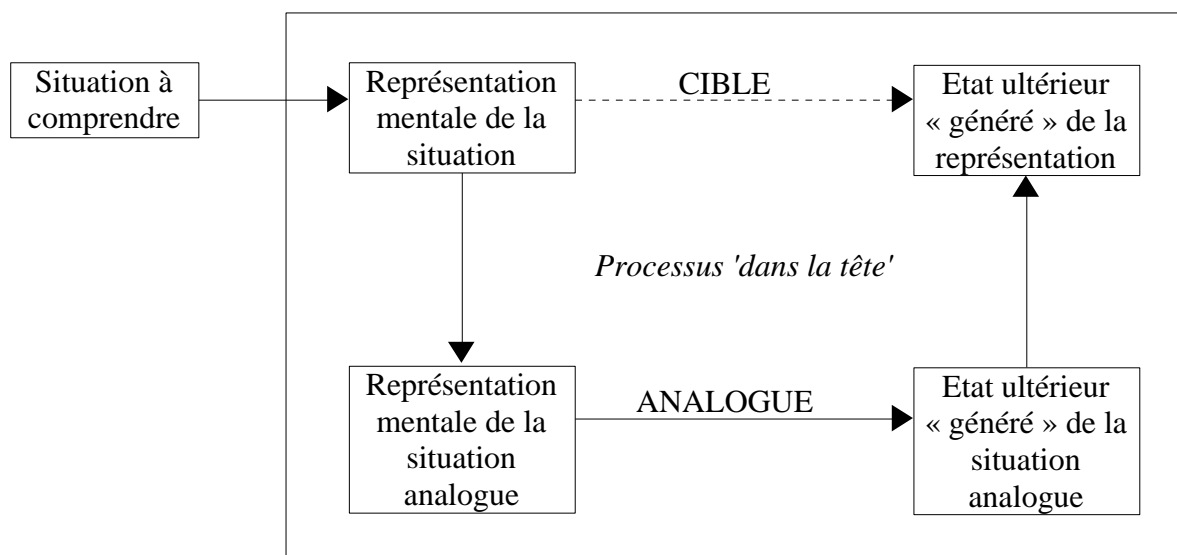 Situation à
comprendre
Représentation
mentale de la
situation
CIBLE
Etat ultérieur
« généré » de la
représentation
Processus 'dans la tête'
Représentation
mentale de la
situation
analogue
ANALOGUE
Etat ultérieur
« généré » de la
situation
analogue